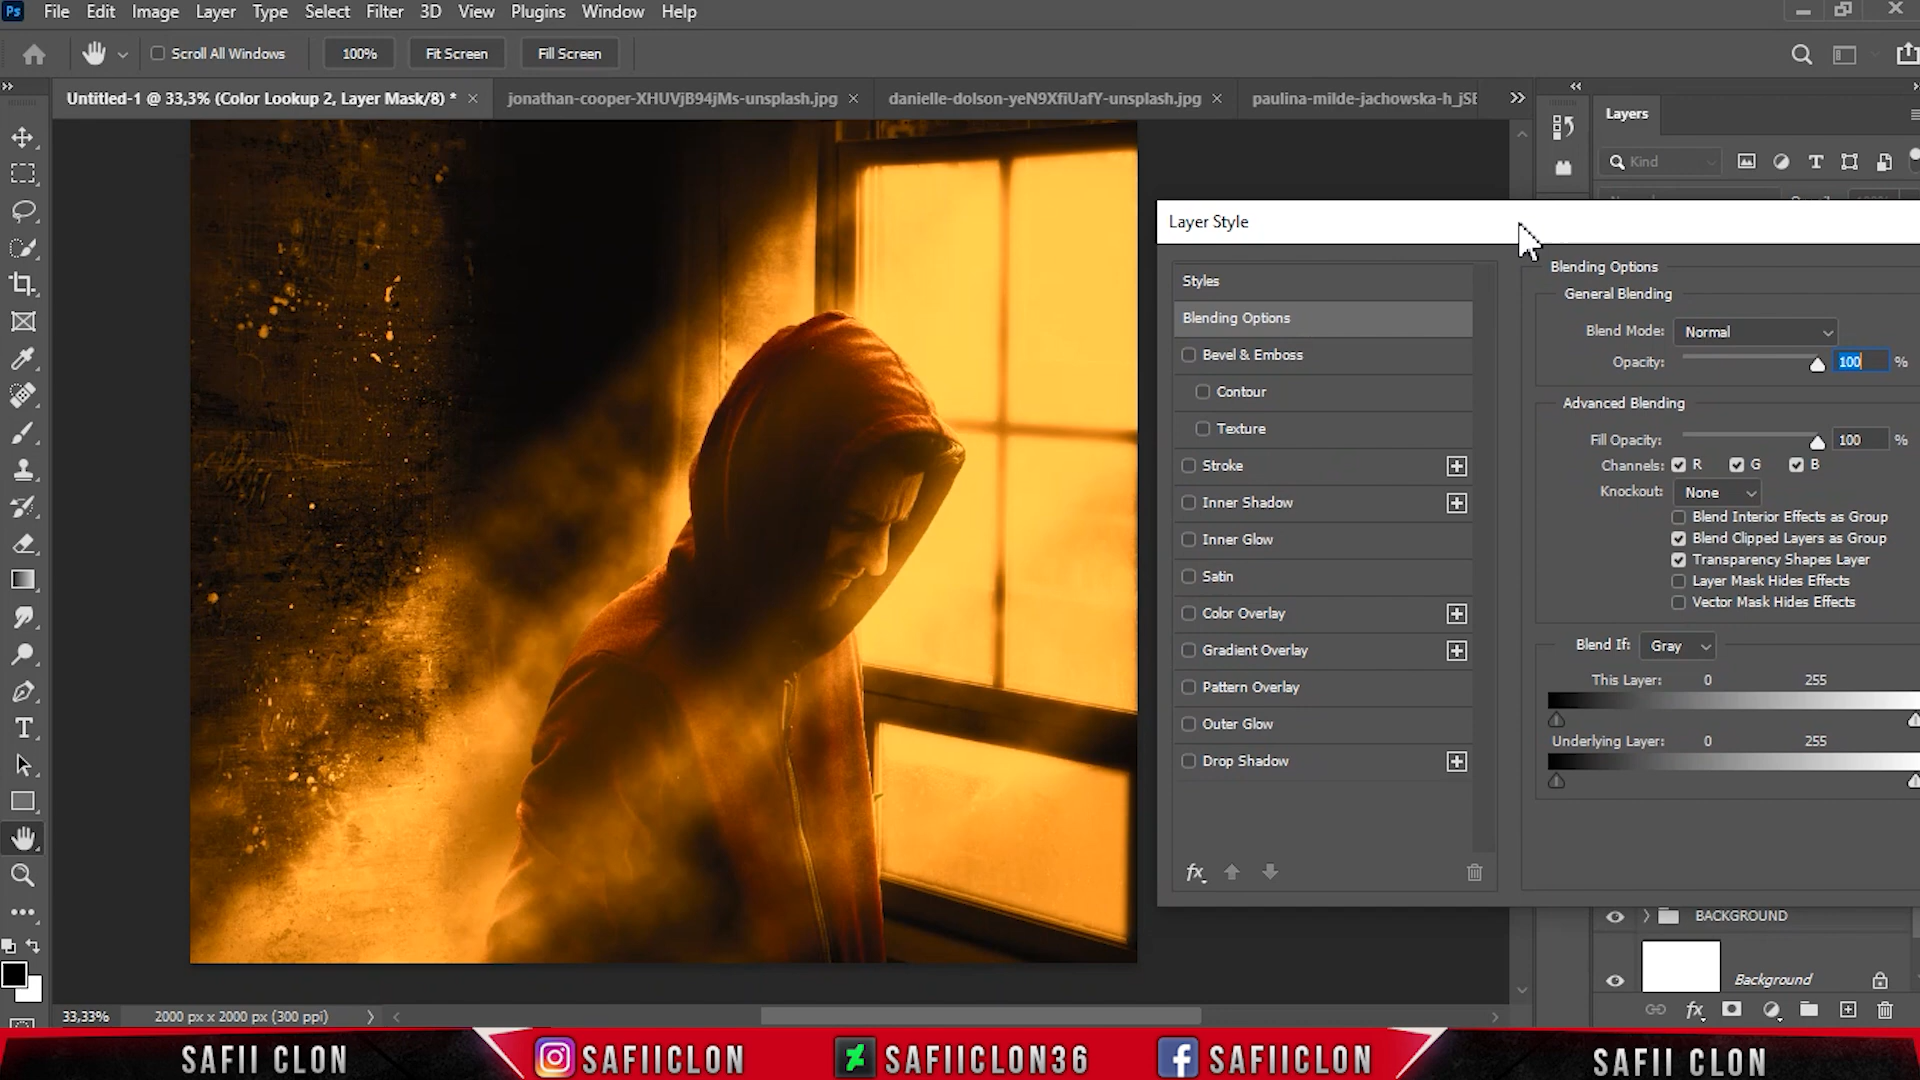 Ps File Edit Image Layer Type Select Filter 3D View Plugins Window Help
Scroll All Windows 100% Fit Screen Fill Screen
Untitled-1 @ 33,3% (Color Lookup 2, Layer Mask/8) * jonathan-cooper-XHUVjB94jMs-unsplash.jpg danielle-dolson-yeN9XfiUafY-unsplash.jpg paulina-milde-jachowska-h_jSE
Layers
Kind
Layer Style
Styles
Blending Options
Bevel & Emboss
Contour
Texture
Stroke
Inner Shadow
Inner Glow
Satin
Color Overlay
Gradient Overlay
Pattern Overlay
Outer Glow
Drop Shadow
fx
Blending Options
General Blending
Blend Mode: Normal
Opacity: 100 %
Advanced Blending
Fill Opacity: 100 %
Channels: R G B
Knockout: None
Blend Interior Effects as Group
Blend Clipped Layers as Group
Transparency Shapes Layer
Layer Mask Hides Effects
Vector Mask Hides Effects
Blend If: Gray
This Layer: 0 255
Underlying Layer: 0 255
BACKGROUND
Background
fx
33,33% 2000 px x 2000 px (300 ppi)
SAFII CLON SAFIICLON SAFIICLON36 SAFIICLON SAFII CLON